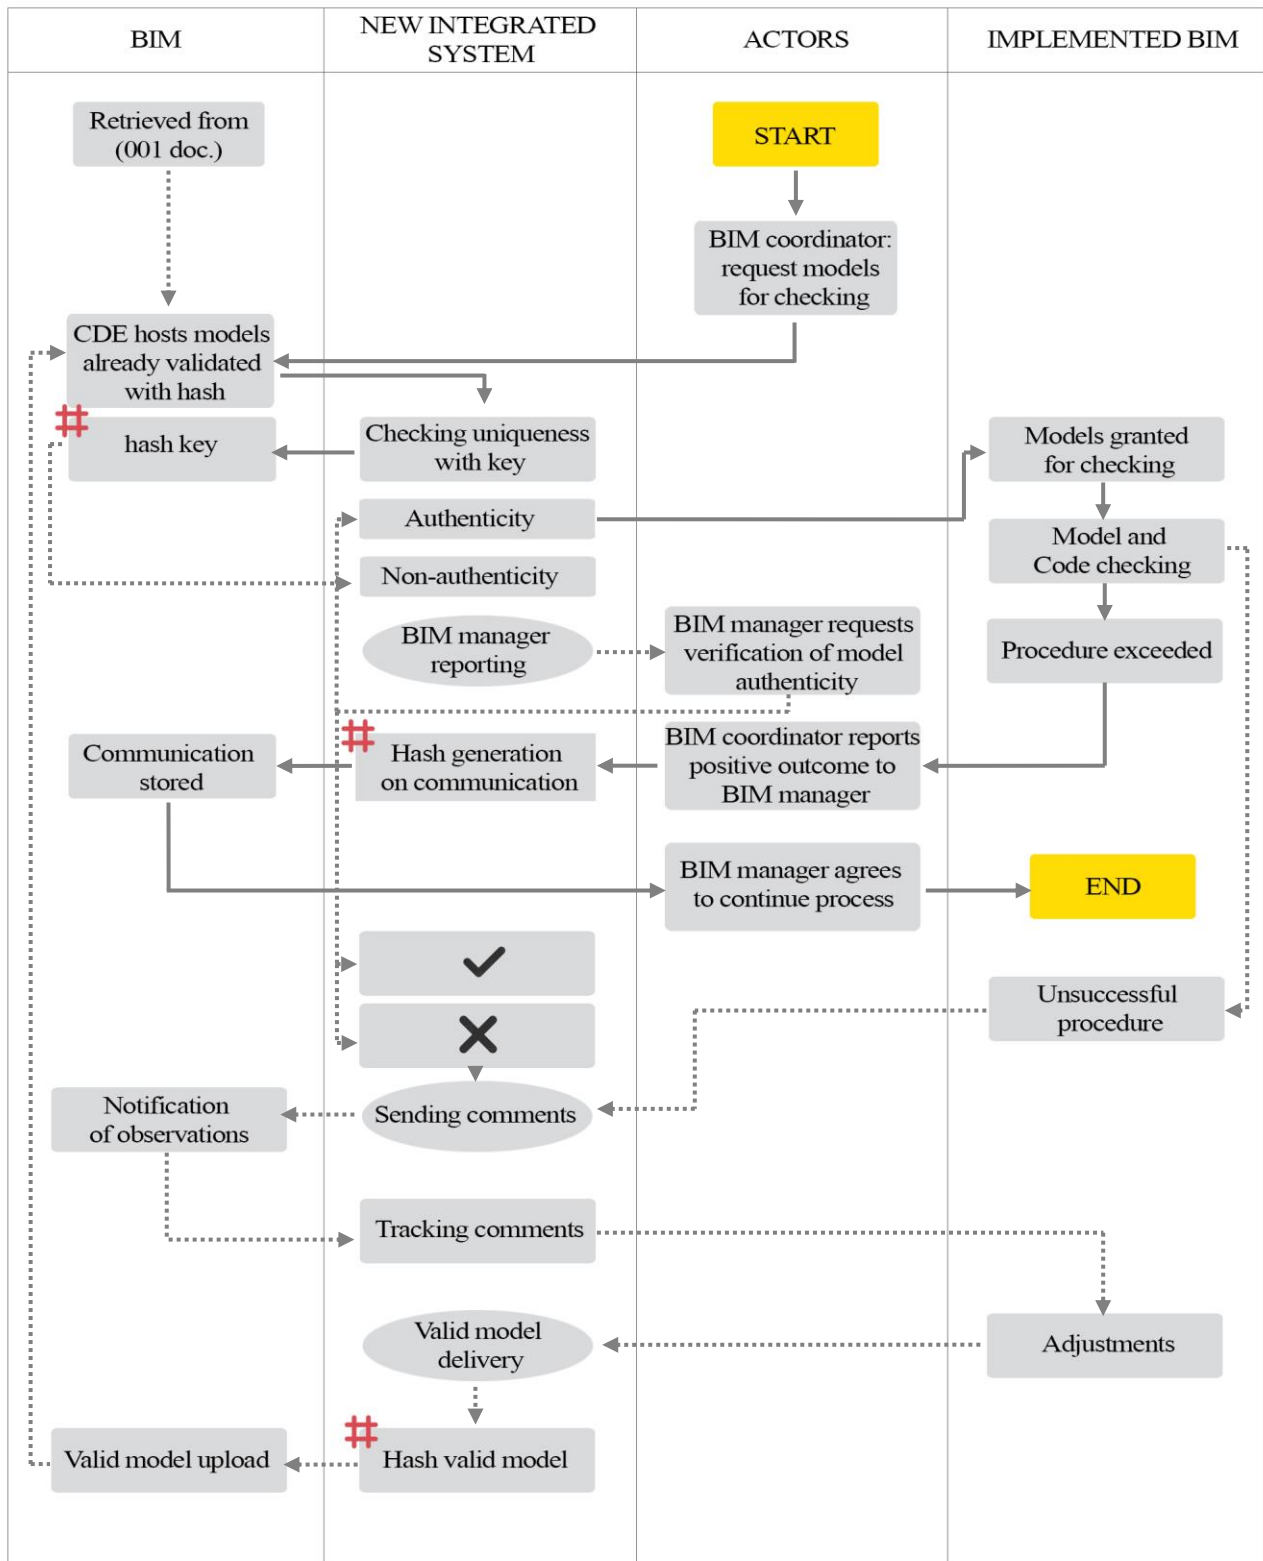 BIM
NEW INTEGRATED
SYSTEM
ACTORS
IMPLEMENTED BIM
Retrieved from
(001 doc.)
START
BIM coordinator:
request models
for checking
CDE hosts models
already validated
with hash
hash key
Checking uniqueness
with key
Models granted
for checking
Authenticity
Model and
Code checking
Non-authenticity
BIM manager
reporting
BIM manager requests
verification of model
authenticity
Procedure exceeded
Communication
stored
Hash generation
on communication
BIM coordinator reports
positive outcome to
BIM manager
BIM manager agrees
to continue process
END
Unsuccessful
procedure
Notification
of observations
Sending comments
Tracking comments
Valid model
delivery
Adjustments
Valid model upload
Hash valid model